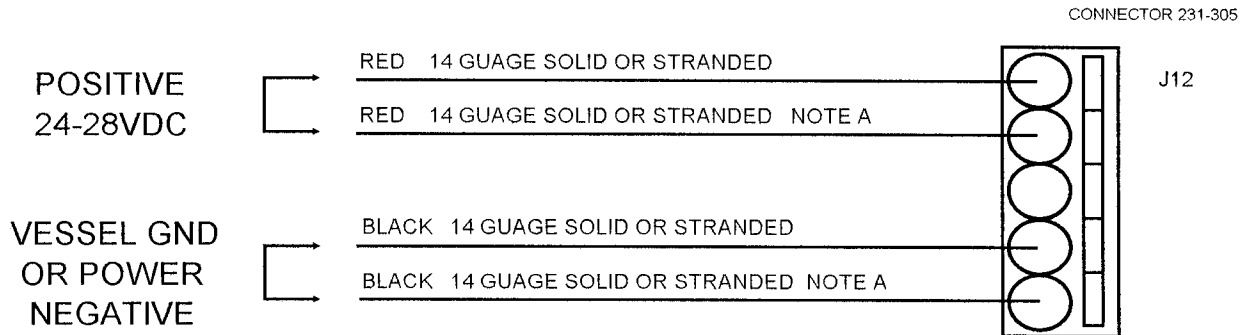 CONNECTOR 231-305
RED 14 GUAGE SOLID OR STRANDED
J12
POSITIVE
24-28VDC
RED 14 GUAGE SOLID OR STRANDED NOTE A
VESSEL GND
OR POWER
NEGATIVE
BLACK 14 GUAGE SOLID OR STRANDED
BLACK 14 GUAGE SOLID OR STRANDED NOTE A